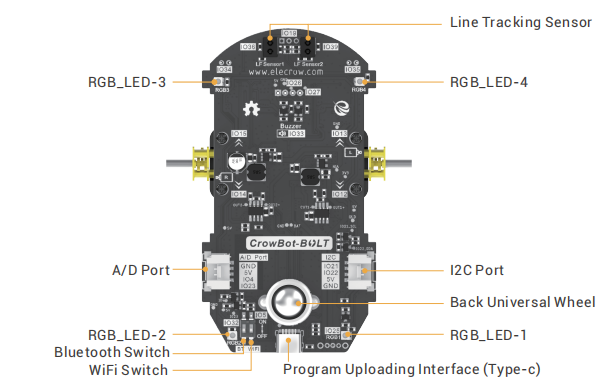 Line Tracking Sensor
IO18
IO36
IO39
LF Sensor1
LF Sensor2
www.elecrow.com
IO34
IO35
RGB_LED-3
RGB_LED-4
RGB3
RGB4
IO26
IO27
Buzzer
IO33
IO15
IO13
R
L
IO14
IO12
CrowBot-BOLT
A/D Port
I2C
A/D Port
I2C Port
GND
5V
IO4
IO23
IO21
IO22
5V
GND
Back Universal Wheel
IO32
ON
OFF
RGB_LED-2
RGB_LED-1
RGB1
Bluetooth Switch
BT
WiFi
WiFi Switch
Program Uploading Interface (Type-c)